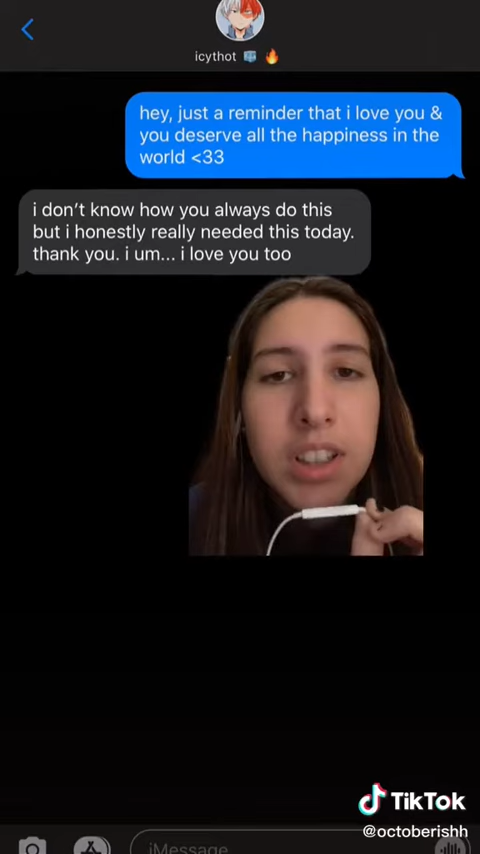 icythot 🧊 🔥
hey, just a reminder that i love you &
you deserve all the happiness in the
world <33
i don't know how you always do this
but i honestly really needed this today.
thank you. i um... i love you too
TikTok
@octoberishh
iMessage